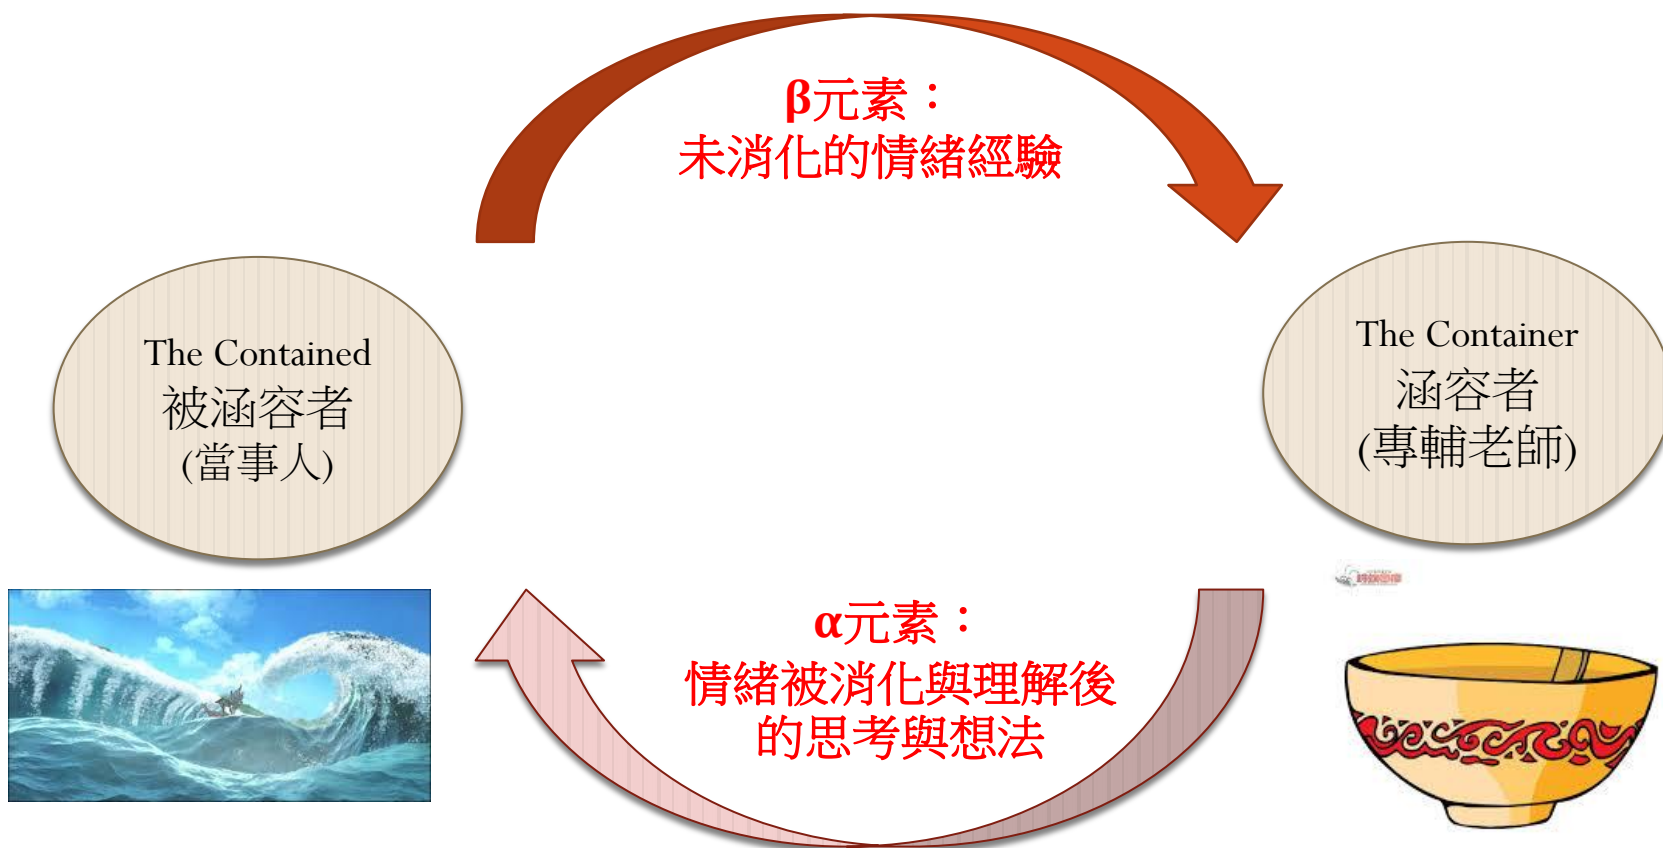 β元素：
未消化的情緒經驗
The Contained
被涵容者
(當事人)
The Container
涵容者
(專輔老師)
α元素：
情緒被消化與理解後
的思考與想法